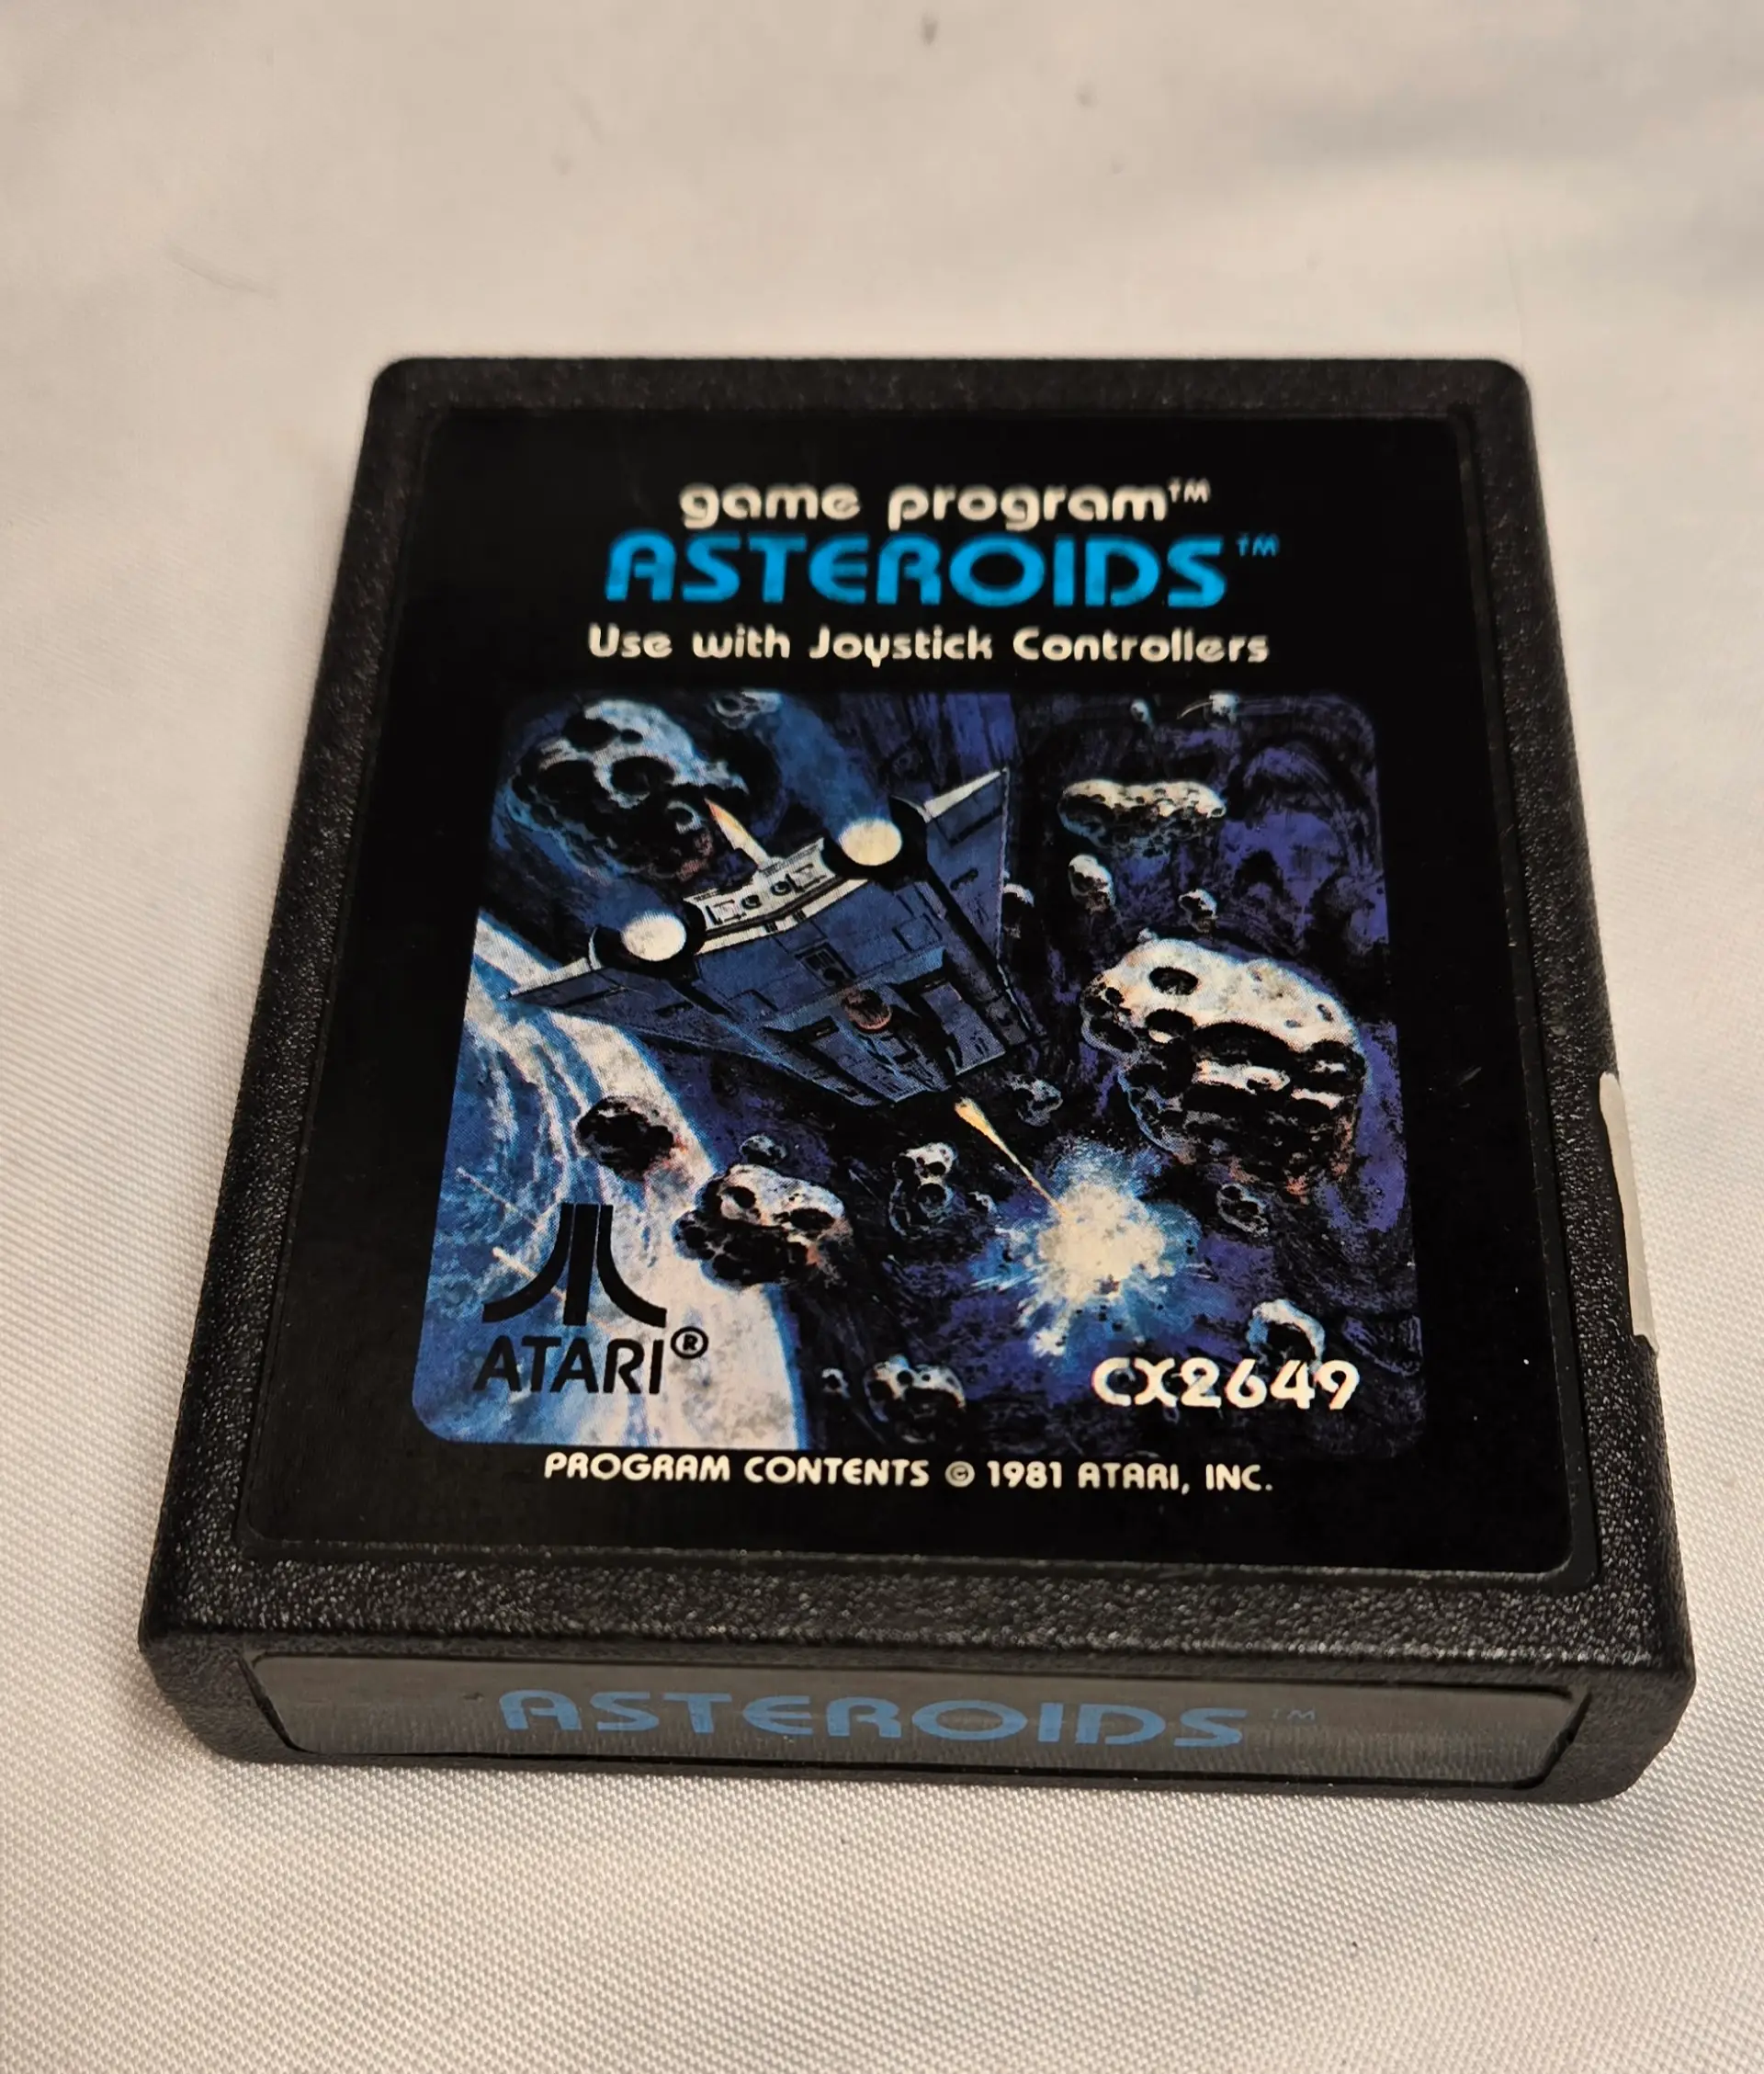 game program™
ASTEROIDS™
Use with Joystick Controllers
ATARI®
CX2649
PROGRAM CONTENTS © 1981 ATARI, INC.
ASTEROIDS™